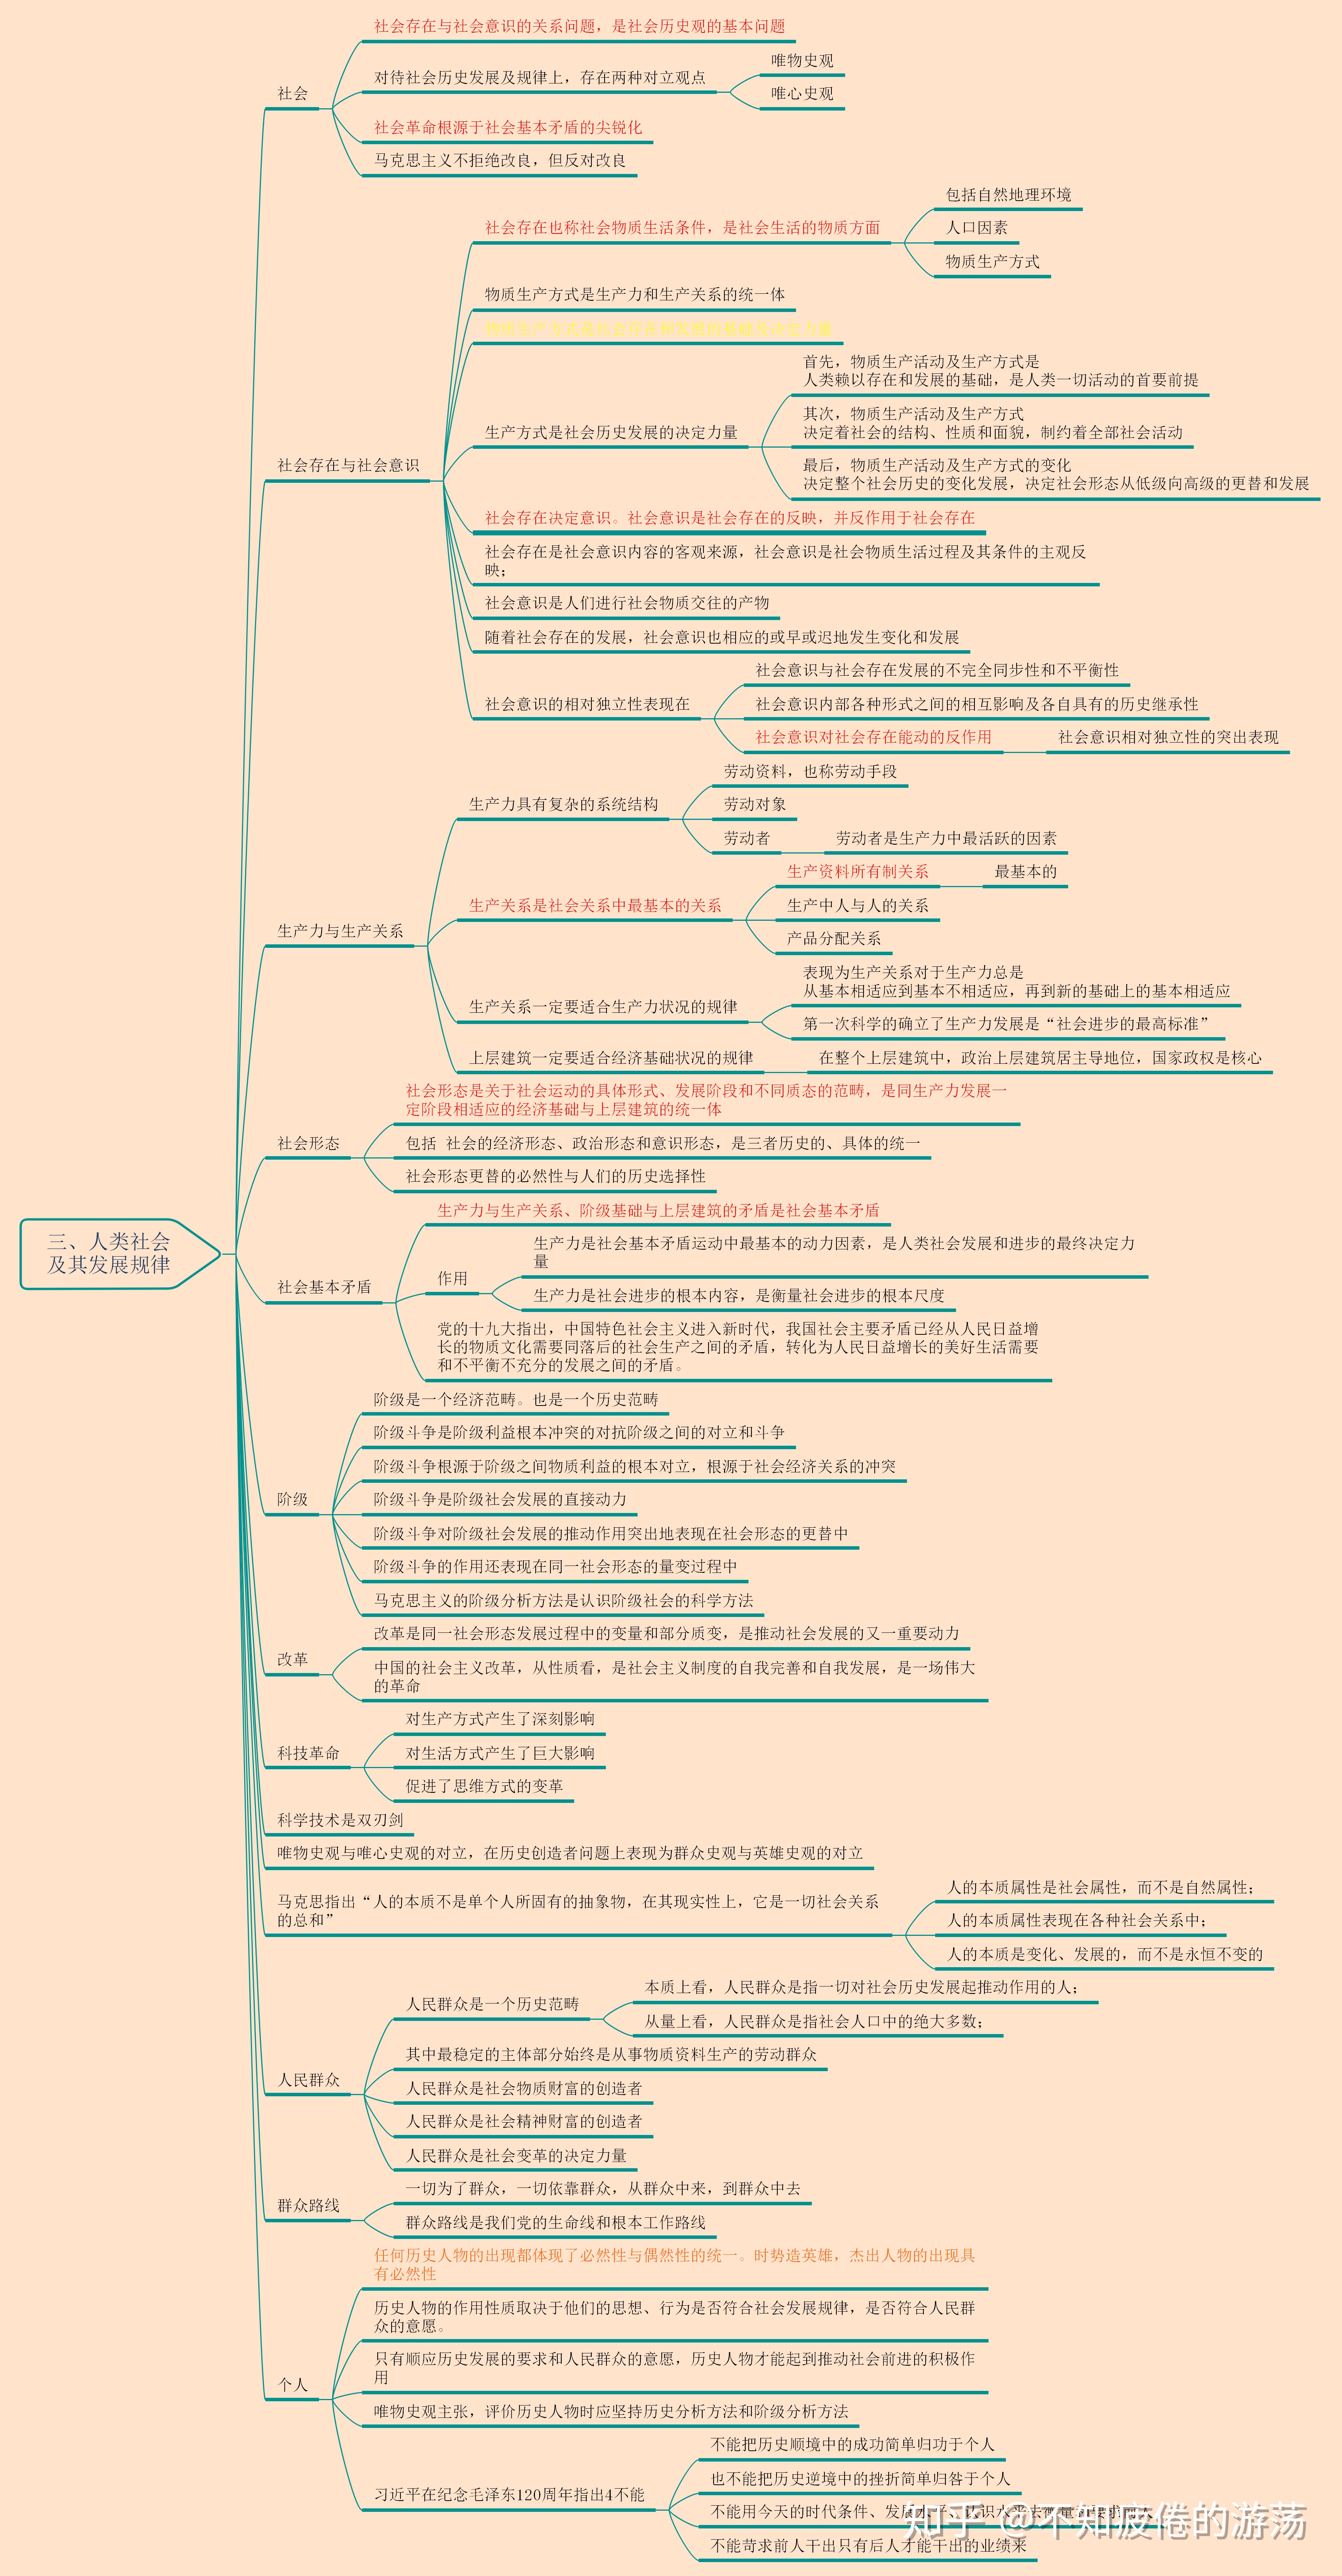 社会存在与社会意识的关系问题，是社会历史观的基本问题
唯物史观
对待社会历史发展及规律上，存在两种对立观点
唯心史观
社会
社会革命根源于社会基本矛盾的尖锐化
马克思主义不拒绝改良，但反对改良
包括自然地理环境
社会存在也称社会物质生活条件，是社会生活的物质方面
人口因素
物质生产方式
物质生产方式是生产力和生产关系的统一体
物质生产方式是社会存在和发展的基础及决定力量
首先，物质生产活动及生产方式是
人类赖以存在和发展的基础，是人类一切活动的首要前提
其次，物质生产活动及生产方式
生产方式是社会历史发展的决定力量
决定着社会的结构、性质和面貌，制约着全部社会活动
最后，物质生产活动及生产方式的变化
决定整个社会历史的变化发展，决定社会形态从低级向高级的更替和发展
社会存在与社会意识
社会存在决定意识。社会意识是社会存在的反映，并反作用于社会存在
社会存在是社会意识内容的客观来源，社会意识是社会物质生活过程及其条件的主观反
映；
社会意识是人们进行社会物质交往的产物
随着社会存在的发展，社会意识也相应的或早或迟地发生变化和发展
社会意识与社会存在发展的不完全同步性和不平衡性
社会意识的相对独立性表现在
社会意识内部各种形式之间的相互影响及各自具有的历史继承性
社会意识对社会存在能动的反作用
社会意识相对独立性的突出表现
劳动资料，也称劳动手段
生产力具有复杂的系统结构
劳动对象
劳动者
劳动者是生产力中最活跃的因素
生产资料所有制关系
最基本的
生产关系是社会关系中最基本的关系
生产中人与人的关系
产品分配关系
生产力与生产关系
表现为生产关系对于生产力总是
从基本相适应到基本不相适应，再到新的基础上的基本相适应
生产关系一定要适合生产力状况的规律
第一次科学的确立了生产力发展是“社会进步的最高标准”
上层建筑一定要适合经济基础状况的规律
在整个上层建筑中，政治上层建筑居主导地位，国家政权是核心
社会形态是关于社会运动的具体形式、发展阶段和不同质态的范畴，是同生产力发展一
定阶段相适应的经济基础与上层建筑的统一体
社会形态
包括 社会的经济形态、政治形态和意识形态，是三者历史的、具体的统一
社会形态更替的必然性与人们的历史选择性
三、人类社会
及其发展规律
生产力与生产关系、阶级基础与上层建筑的矛盾是社会基本矛盾
生产力是社会基本矛盾运动中最基本的动力因素，是人类社会发展和进步的最终决定力
量
社会基本矛盾
作用
生产力是社会进步的根本内容，是衡量社会进步的根本尺度
党的十九大指出，中国特色社会主义进入新时代，我国社会主要矛盾已经从人民日益增
长的物质文化需要同落后的社会生产之间的矛盾，转化为人民日益增长的美好生活需要
和不平衡不充分的发展之间的矛盾。
阶级是一个经济范畴。也是一个历史范畴
阶级斗争是阶级利益根本冲突的对抗阶级之间的对立和斗争
阶级斗争根源于阶级之间物质利益的根本对立，根源于社会经济关系的冲突
阶级
阶级斗争是阶级社会发展的直接动力
阶级斗争对阶级社会发展的推动作用突出地表现在社会形态的更替中
阶级斗争的作用还表现在同一社会形态的量变过程中
马克思主义的阶级分析方法是认识阶级社会的科学方法
改革是同一社会形态发展过程中的变量和部分质变，是推动社会发展的又一重要动力
改革
中国的社会主义改革，从性质看，是社会主义制度的自我完善和自我发展，是一场伟大
的革命
对生产方式产生了深刻影响
科技革命
对生活方式产生了巨大影响
促进了思维方式的变革
科学技术是双刃剑
唯物史观与唯心史观的对立，在历史创造者问题上表现为群众史观与英雄史观的对立
马克思指出“人的本质不是单个人所固有的抽象物，在其现实性上，它是一切社会关系
的总和”
人的本质属性是社会属性，而不是自然属性；
人的本质属性表现在各种社会关系中；
人的本质是变化、发展的，而不是永恒不变的
本质上看，人民群众是指一切对社会历史发展起推动作用的人；
人民群众是一个历史范畴
从量上看，人民群众是指社会人口中的绝大多数；
其中最稳定的主体部分始终是从事物质资料生产的劳动群众
人民群众
人民群众是社会物质财富的创造者
人民群众是社会精神财富的创造者
人民群众是社会变革的决定力量
一切为了群众，一切依靠群众，从群众中来，到群众中去
群众路线
群众路线是我们党的生命线和根本工作路线
任何历史人物的出现都体现了必然性与偶然性的统一。时势造英雄，杰出人物的出现具
有必然性
历史人物的作用性质取决于他们的思想、行为是否符合社会发展规律，是否符合人民群
众的意愿。
个人
只有顺应历史发展的要求和人民群众的意愿，历史人物才能起到推动社会前进的积极作
用
唯物史观主张，评价历史人物时应坚持历史分析方法和阶级分析方法
不能把历史顺境中的成功简单归功于个人
习近平在纪念毛泽东120周年指出4不能
也不能把历史逆境中的挫折简单归咎于个人
不能用今天的时代条件、发展水平、认识水平去衡量和要求前人
不能苛求前人干出只有后人才能干出的业绩来
知乎 @不知疲倦的游荡